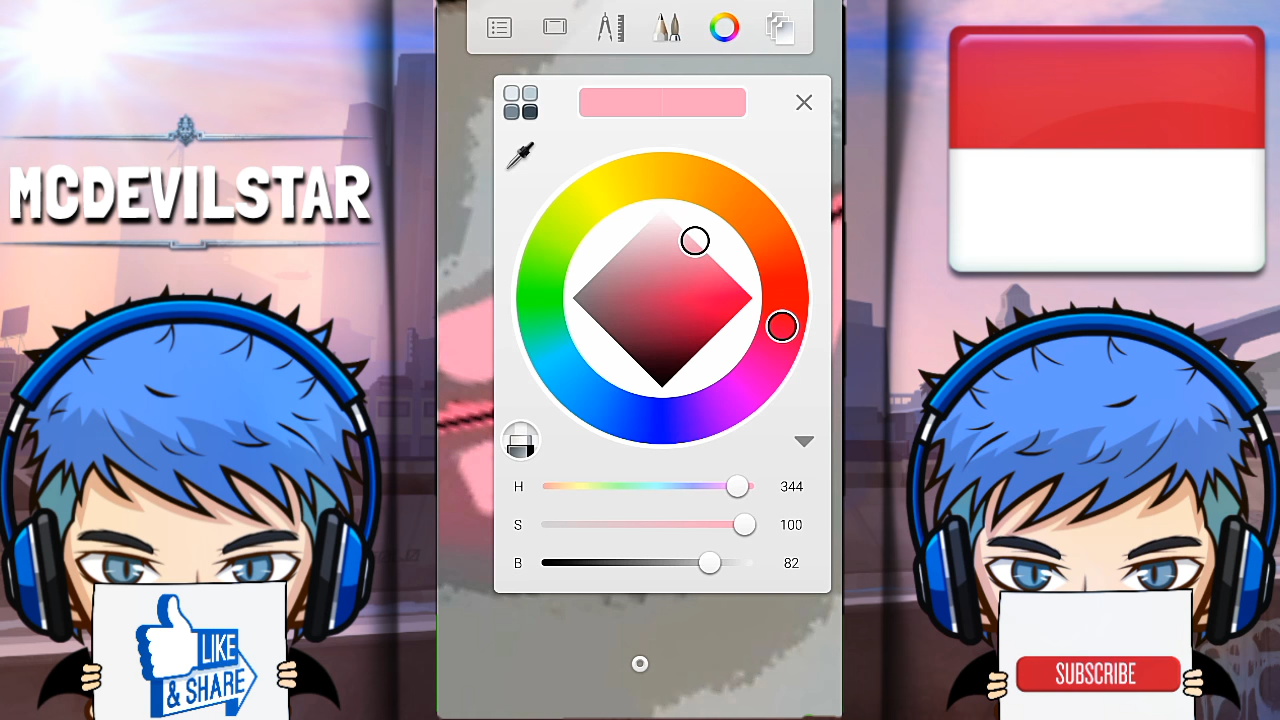 MCDEVILSTAR
H 344
S 100
B 82
LIKE
& SHARE
SUBSCRIBE